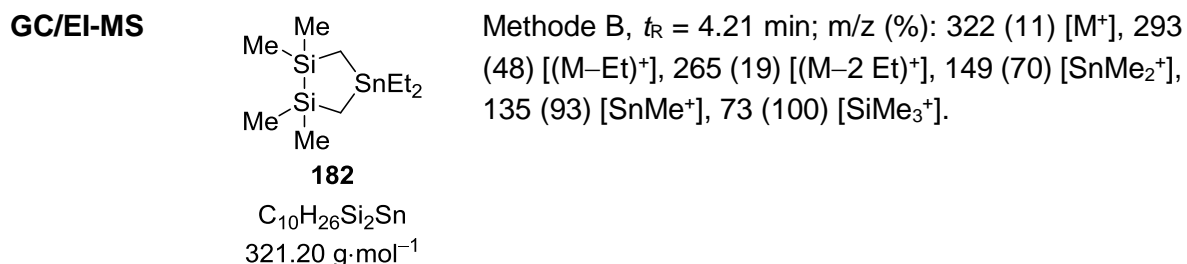 GC/EI-MS
Me
Me
Si
Si
SnEt₂
Me
Me
182
C₁₀H₂₆Si₂Sn
321.20 g·mol⁻¹
Methode B, tR = 4.21 min; m/z (%): 322 (11) [M⁺], 293
(48) [(M–Et)⁺], 265 (19) [(M–2 Et)⁺], 149 (70) [SnMe₂⁺],
135 (93) [SnMe⁺], 73 (100) [SiMe₃⁺].